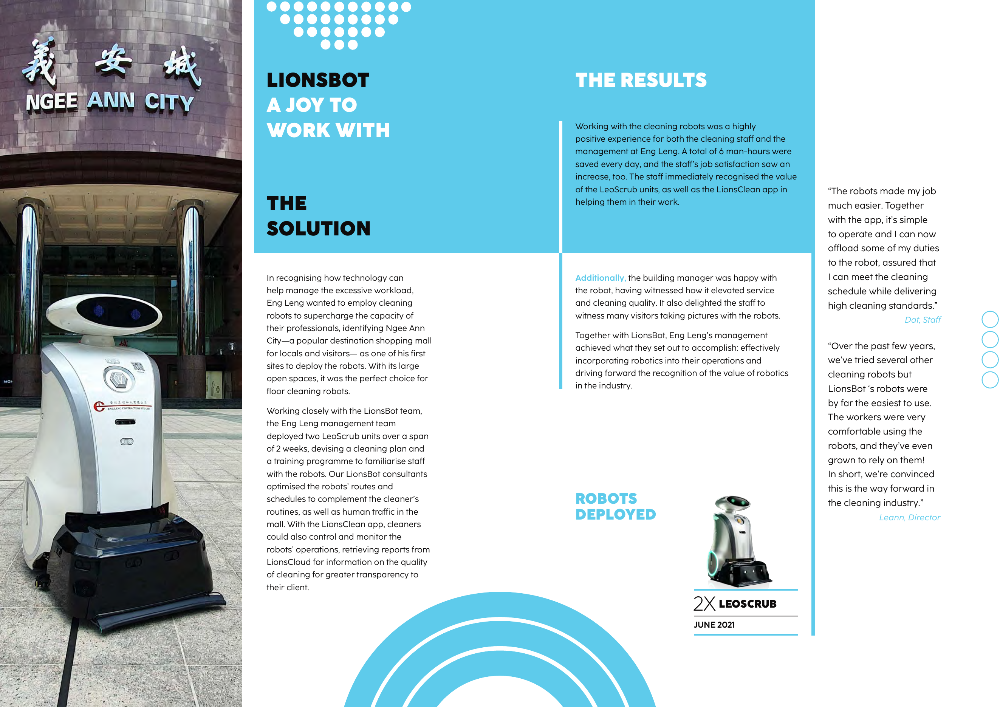 義 安 城
NGEE ANN CITY
ENG LENG CONTRACTORS PTE LTD
LIONSBOT
A JOY TO
WORK WITH
THE
SOLUTION
In recognising how technology can
help manage the excessive workload,
Eng Leng wanted to employ cleaning
robots to supercharge the capacity of
their professionals, identifying Ngee Ann
City—a popular destination shopping mall
for locals and visitors— as one of his first
sites to deploy the robots. With its large
open spaces, it was the perfect choice for
floor cleaning robots.
Working closely with the LionsBot team,
the Eng Leng management team
deployed two LeoScrub units over a span
of 2 weeks, devising a cleaning plan and
a training programme to familiarise staff
with the robots. Our LionsBot consultants
optimised the robots’ routes and
schedules to complement the cleaner’s
routines, as well as human traffic in the
mall. With the LionsClean app, cleaners
could also control and monitor the
robots’ operations, retrieving reports from
LionsCloud for information on the quality
of cleaning for greater transparency to
their client.
THE RESULTS
Working with the cleaning robots was a highly
positive experience for both the cleaning staff and the
management at Eng Leng. A total of 6 man-hours were
saved every day, and the staff’s job satisfaction saw an
increase, too. The staff immediately recognised the value
of the LeoScrub units, as well as the LionsClean app in
helping them in their work.
Additionally, the building manager was happy with
the robot, having witnessed how it elevated service
and cleaning quality. It also delighted the staff to
witness many visitors taking pictures with the robots.
Together with LionsBot, Eng Leng’s management
achieved what they set out to accomplish: effectively
incorporating robotics into their operations and
driving forward the recognition of the value of robotics
in the industry.
ROBOTS
DEPLOYED
2X LEOSCRUB
JUNE 2021
“The robots made my job
much easier. Together
with the app, it’s simple
to operate and I can now
offload some of my duties
to the robot, assured that
I can meet the cleaning
schedule while delivering
high cleaning standards.”
Dat, Staff
“Over the past few years,
we’ve tried several other
cleaning robots but
LionsBot ‘s robots were
by far the easiest to use.
The workers were very
comfortable using the
robots, and they’ve even
grown to rely on them!
In short, we’re convinced
this is the way forward in
the cleaning industry.”
Leann, Director